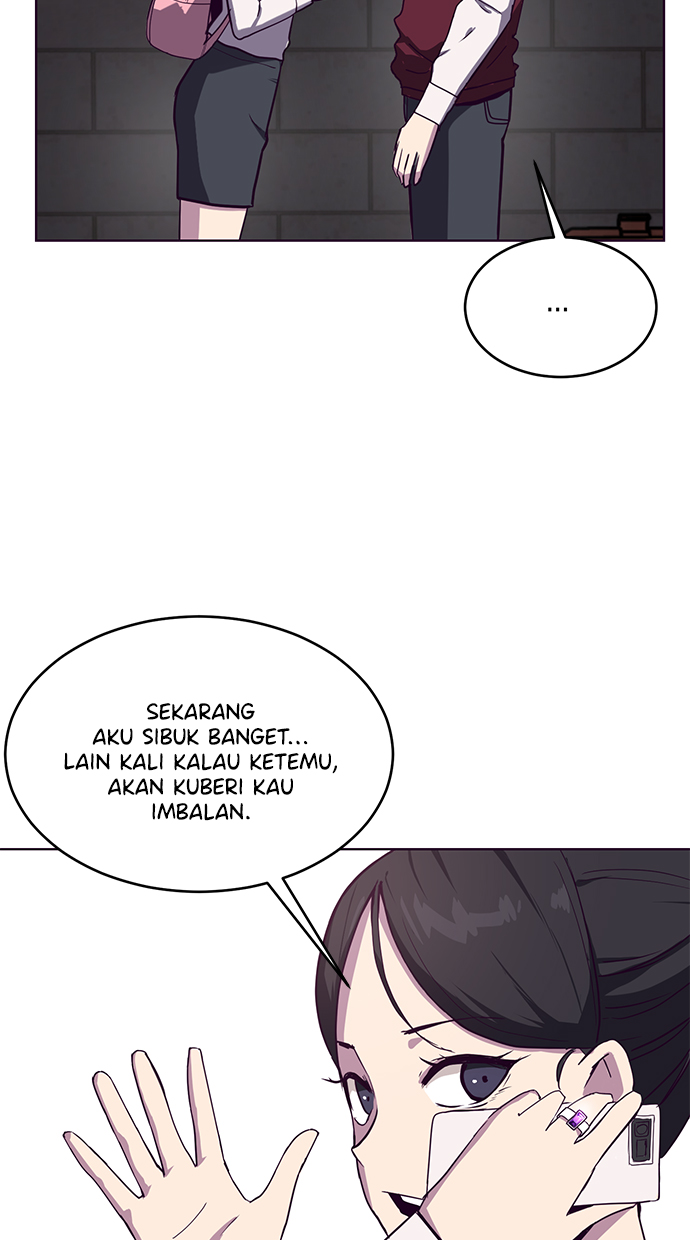 ...
SEKARANG
AKU SIBUK BANGET...
LAIN KALI KALAU KETEMU,
AKAN KUBERI KAU
IMBALAN.